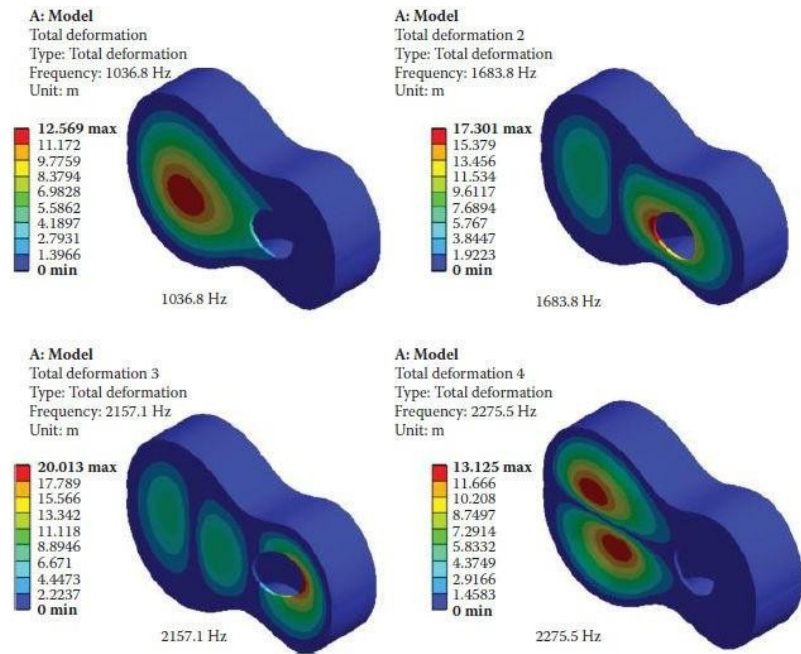 A: Model
Total deformation
Type: Total deformation
Frequency: 1036.8 Hz
Unit: m
12.569 max
11.172
9.7759
8.3794
6.9828
5.5862
4.1897
2.7931
1.3966
0 min
1036.8 Hz
A: Model
Total deformation 2
Type: Total deformation
Frequency: 1683.8 Hz
Unit: m
17.301 max
15.379
13.456
11.534
9.6117
7.6894
5.767
3.8447
1.9223
0 min
1683.8 Hz
A: Model
Total deformation 3
Type: Total deformation
Frequency: 2157.1 Hz
Unit: m
20.013 max
17.789
15.566
13.342
11.118
8.8946
6.671
4.4473
2.2237
0 min
2157.1 Hz
A: Model
Total deformation 4
Type: Total deformation
Frequency: 2275.5 Hz
Unit: m
13.125 max
11.666
10.208
8.7497
7.2914
5.8332
4.3749
2.9166
1.4583
0 min
2275.5 Hz